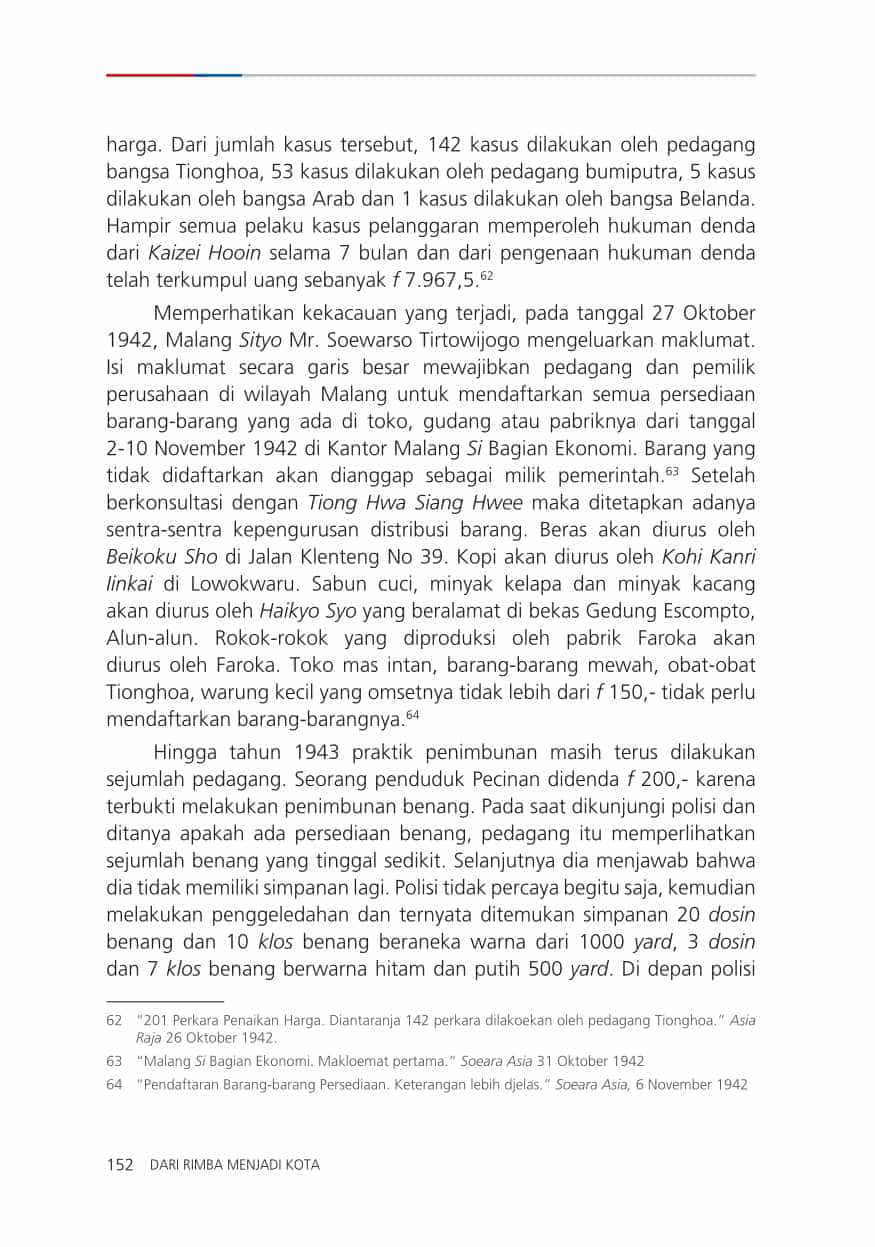 harga. Dari jumlah kasus tersebut, 142 kasus dilakukan oleh pedagang
bangsa Tionghoa, 53 kasus dilakukan oleh pedagang bumiputra, 5 kasus
dilakukan oleh bangsa Arab dan 1 kasus dilakukan oleh bangsa Belanda.
Hampir semua pelaku kasus pelanggaran memperoleh hukuman denda
dari Kaizei Hooin selama 7 bulan dan dari pengenaan hukuman denda
telah terkumpul uang sebanyak f 7.967,5.62
Memperhatikan kekacauan yang terjadi, pada tanggal 27 Oktober
1942, Malang Sityo Mr. Soewarso Tirtowijogo mengeluarkan maklumat.
Isi maklumat secara garis besar mewajibkan pedagang dan pemilik
perusahaan di wilayah Malang untuk mendaftarkan semua persediaan
barang-barang yang ada di toko, gudang atau pabriknya dari tanggal
2-10 November 1942 di Kantor Malang Si Bagian Ekonomi. Barang yang
tidak didaftarkan akan dianggap sebagai milik pemerintah.63 Setelah
berkonsultasi dengan Tiong Hwa Siang Hwee maka ditetapkan adanya
sentra-sentra kepengurusan distribusi barang. Beras akan diurus oleh
Beikoku Sho di Jalan Klenteng No 39. Kopi akan diurus oleh Kohi Kanri
Iinkai di Lowokwaru. Sabun cuci, minyak kelapa dan minyak kacang
akan diurus oleh Haikyo Syo yang beralamat di bekas Gedung Escompto,
Alun-alun. Rokok-rokok yang diproduksi oleh pabrik Faroka akan
diurus oleh Faroka. Toko mas intan, barang-barang mewah, obat-obat
Tionghoa, warung kecil yang omsetnya tidak lebih dari f 150,- tidak perlu
mendaftarkan barang-barangnya.64
Hingga tahun 1943 praktik penimbunan masih terus dilakukan
sejumlah pedagang. Seorang penduduk Pecinan didenda f 200,- karena
terbukti melakukan penimbunan benang. Pada saat dikunjungi polisi dan
ditanya apakah ada persediaan benang, pedagang itu memperlihatkan
sejumlah benang yang tinggal sedikit. Selanjutnya dia menjawab bahwa
dia tidak memiliki simpanan lagi. Polisi tidak percaya begitu saja, kemudian
melakukan penggeledahan dan ternyata ditemukan simpanan 20 dosin
benang dan 10 klos benang beraneka warna dari 1000 yard, 3 dosin
dan 7 klos benang berwarna hitam dan putih 500 yard. Di depan polisi
62 "201 Perkara Penaikan Harga. Diantaranja 142 perkara dilakoekan oleh pedagang Tionghoa." Asia
Raja 26 Oktober 1942.
63 "Malang Si Bagian Ekonomi. Makloemat pertama." Soeara Asia 31 Oktober 1942
64 "Pendaftaran Barang-barang Persediaan. Keterangan lebih djelas." Soeara Asia, 6 November 1942
152 DARI RIMBA MENJADI KOTA